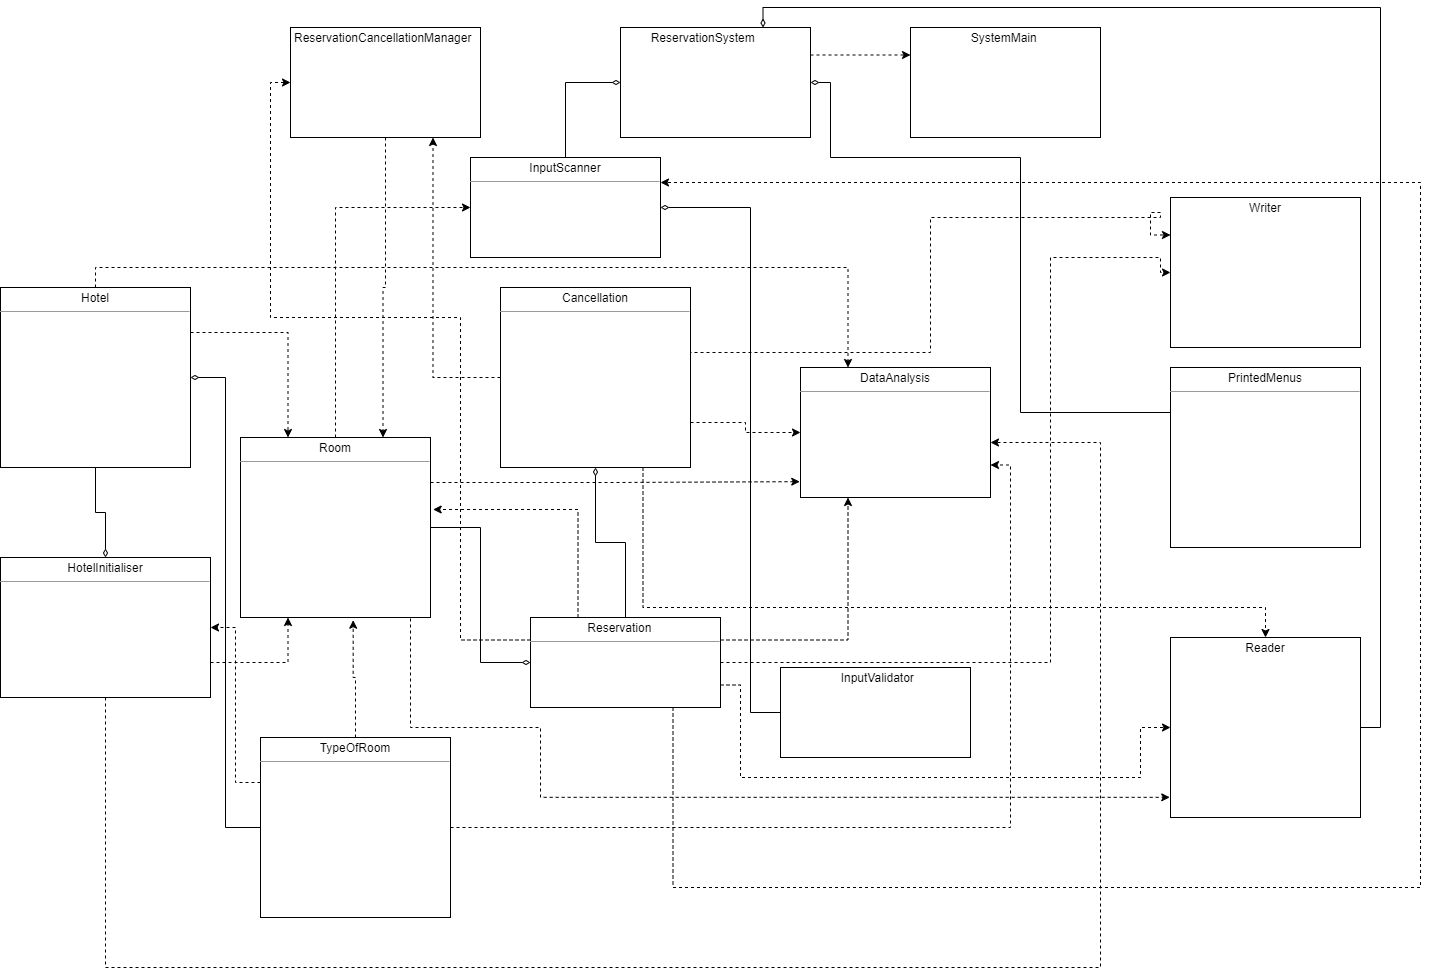 ReservationCancellationManager
ReservationSystem
SystemMain
InputScanner
Writer
Hotel
Cancellation
DataAnalysis
PrintedMenus
Room
HotelInitialiser
Reservation
Reader
InputValidator
TypeOfRoom